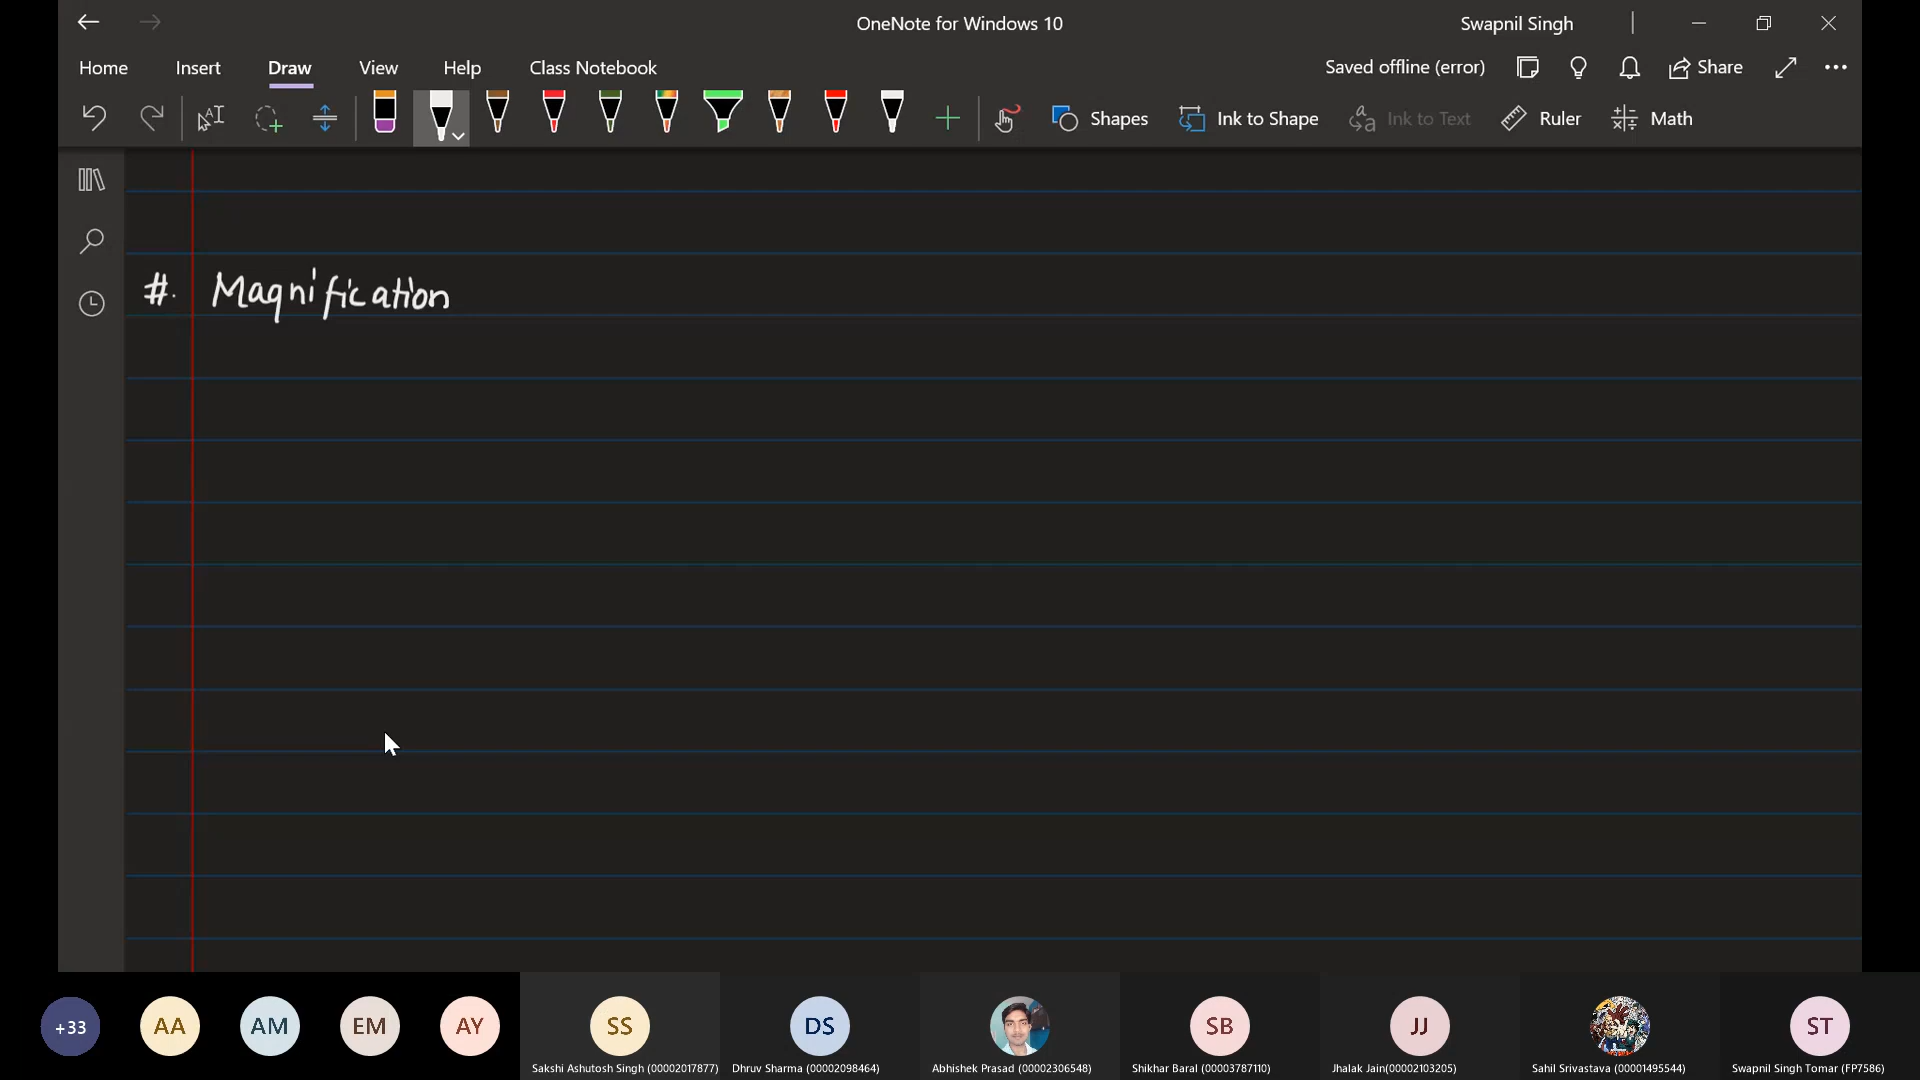 OneNote for Windows 10
Swapnil Singh
Home Insert Draw View Help Class Notebook
Saved offline (error)
Share
Shapes
Ink to Shape
Ink to Text
Ruler
Math
#. Magnification
+33
AA
AM
EM
AY
SS
DS
SB
JJ
ST
Sakshi Ashutosh Singh (00002017877)
Dhruv Sharma (00002098464)
Abhishek Prasad (00002306548)
Shikhar Baral (00003787110)
Jhalak Jain(00002103205)
Sahil Srivastava (00001495544)
Swapnil Singh Tomar (FP7586)